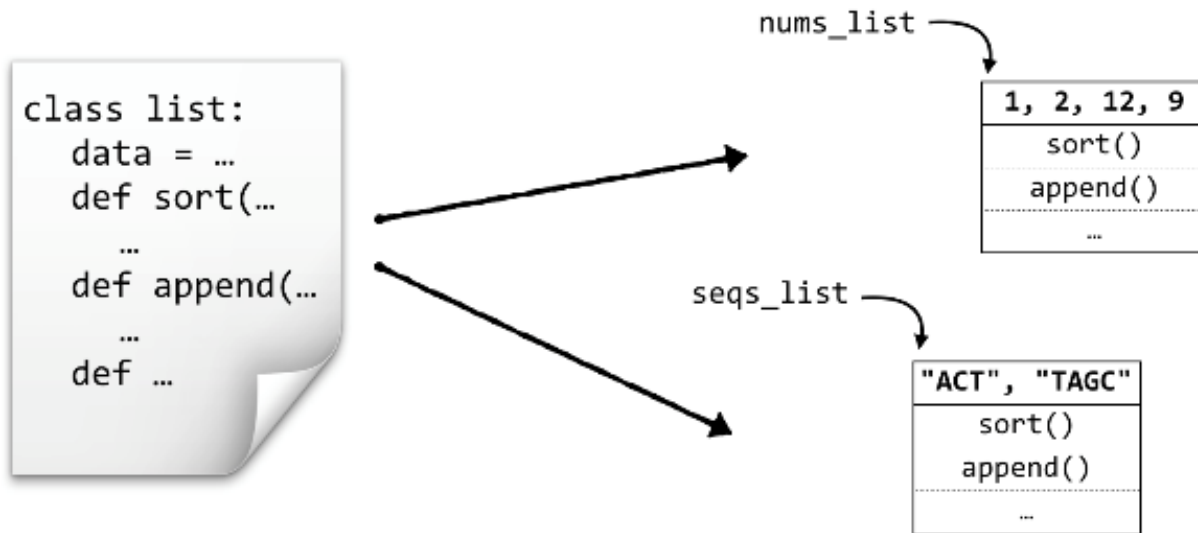 class list:
data = …
def sort(…
…
def append(…
…
def …
nums_list
1, 2, 12, 9
sort()
append()
…
seqs_list
"ACT", "TAGC"
sort()
append()
…